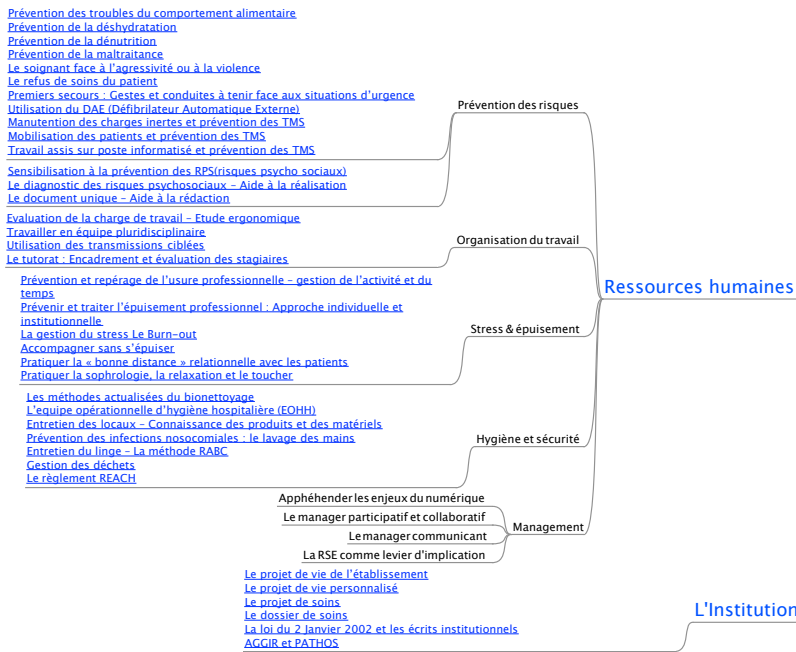 Prévention des troubles du comportement alimentaire
Prévention de la déshydratation
Prévention de la dénutrition
Prévention de la maltraitance
Le soignant face à l'agressivité ou à la violence
Le refus de soins du patient
Premiers secours : Gestes et conduites à tenir face aux situations d'urgence
Utilisation du DAE (Défibrilateur Automatique Externe)
Manutention des charges inertes et prévention des TMS
Mobilisation des patients et prévention des TMS
Travail assis sur poste informatisé et prévention des TMS
Sensibilisation à la prévention des RPS(risques psycho sociaux)
Le diagnostic des risques psychosociaux – Aide à la réalisation
Le document unique – Aide à la rédaction
Prévention des risques
Evaluation de la charge de travail – Etude ergonomique
Travailler en équipe pluridisciplinaire
Utilisation des transmissions ciblées
Le tutorat : Encadrement et évaluation des stagiaires
Organisation du travail
Prévention et repérage de l'usure professionnelle – gestion de l'activité et du
temps
Prévenir et traiter l'épuisement professionnel : Approche individuelle et
institutionnelle
La gestion du stress Le Burn-out
Accompagner sans s'épuiser
Pratiquer la « bonne distance » relationnelle avec les patients
Pratiquer la sophrologie, la relaxation et le toucher
Stress & épuisement
Les méthodes actualisées du bionettoyage
L'equipe opérationnelle d'hygiène hospitalière (EOHH)
Entretien des locaux – Connaissance des produits et des matériels
Prévention des infections nosocomiales : le lavage des mains
Entretien du linge – La méthode RABC
Gestion des déchets
Le règlement REACH
Hygiène et sécurité
Apphéhender les enjeux du numérique
Le manager participatif et collaboratif
Le manager communicant
La RSE comme levier d'implication
Management
Ressources humaines
Le projet de vie de l'établissement
Le projet de vie personnalisé
Le projet de soins
Le dossier de soins
La loi du 2 Janvier 2002 et les écrits institutionnels
AGGIR et PATHOS
L'Institution